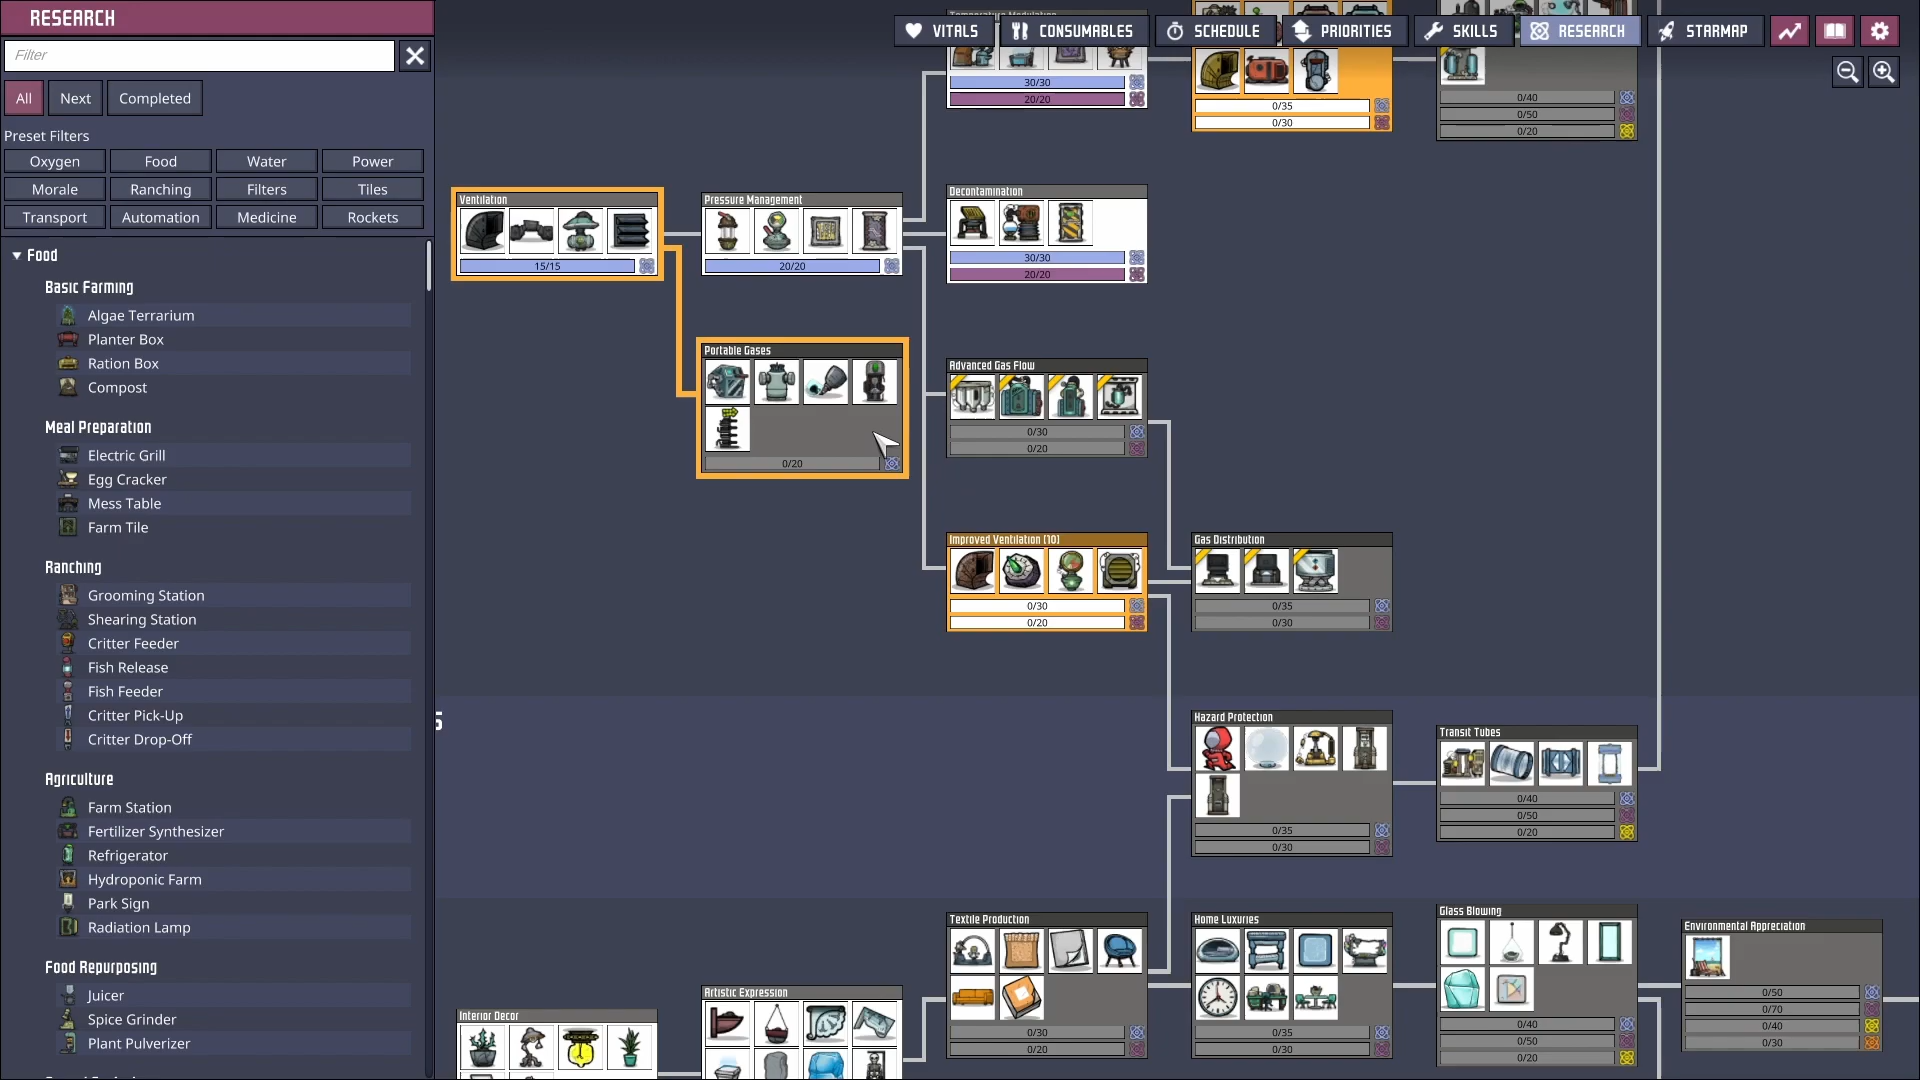 RESEARCH
VITALS
CONSUMABLES
SCHEDULE
PRIORITIES
SKILLS
RESEARCH
STARMAP
Filter
All
Next
Completed
Preset Filters
Oxygen
Food
Water
Power
Morale
Ranching
Filters
Tiles
Transport
Automation
Medicine
Rockets
Food
Basic Farming
Algae Terrarium
Planter Box
Ration Box
Compost
Meal Preparation
Electric Grill
Egg Cracker
Mess Table
Farm Tile
Ranching
Grooming Station
Shearing Station
Critter Feeder
Fish Release
Fish Feeder
Critter Pick-Up
Critter Drop-Off
Agriculture
Farm Station
Fertilizer Synthesizer
Refrigerator
Hydroponic Farm
Park Sign
Radiation Lamp
Food Repurposing
Juicer
Spice Grinder
Plant Pulverizer
Temperature Modulation
30/30
20/20
0/35
0/30
0/40
0/50
0/20
Ventilation
15/15
Pressure Management
20/20
Decontamination
30/30
20/20
Portable Gases
0/20
Advanced Gas Flow
0/30
0/20
Improved Ventilation (10)
0/30
0/20
Gas Distribution
0/35
0/30
Hazard Protection
0/35
0/30
Transit Tubes
0/40
0/50
0/20
Interior Decor
Artistic Expression
Textile Production
0/30
0/20
Home Luxuries
0/35
0/30
Glass Blowing
0/40
0/50
0/20
Environmental Appreciation
0/50
0/70
0/40
0/30